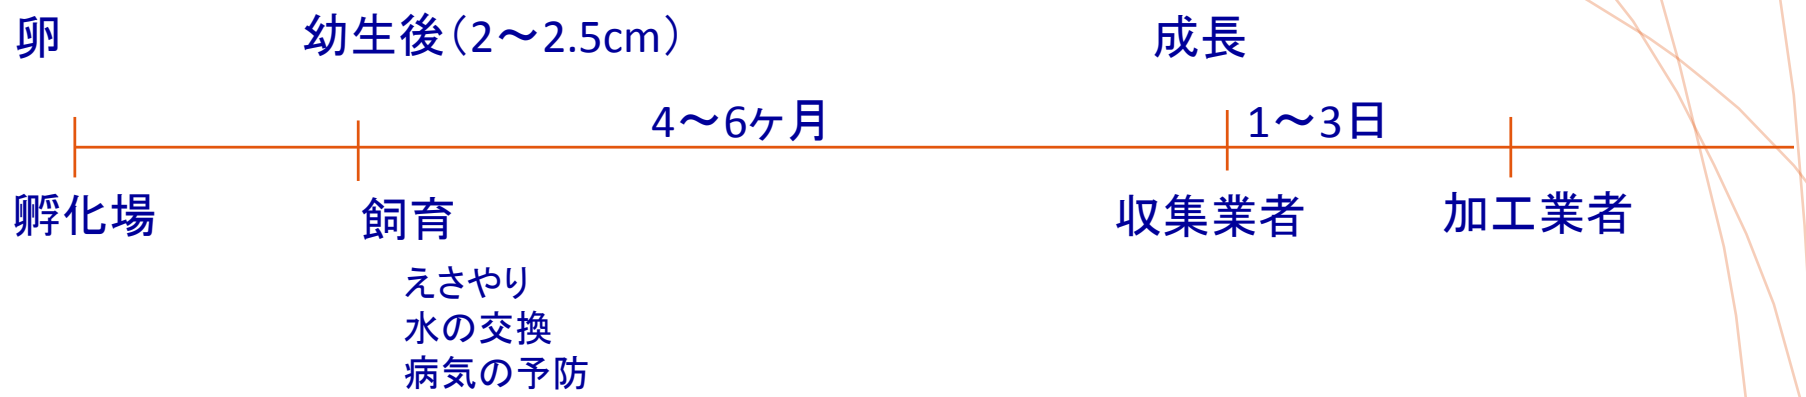 卵
幼生後（2～2.5cm）
成長
4～6ヶ月
1～3日
孵化場
飼育
収集業者
加工業者
えさやり
水の交換
病気の予防